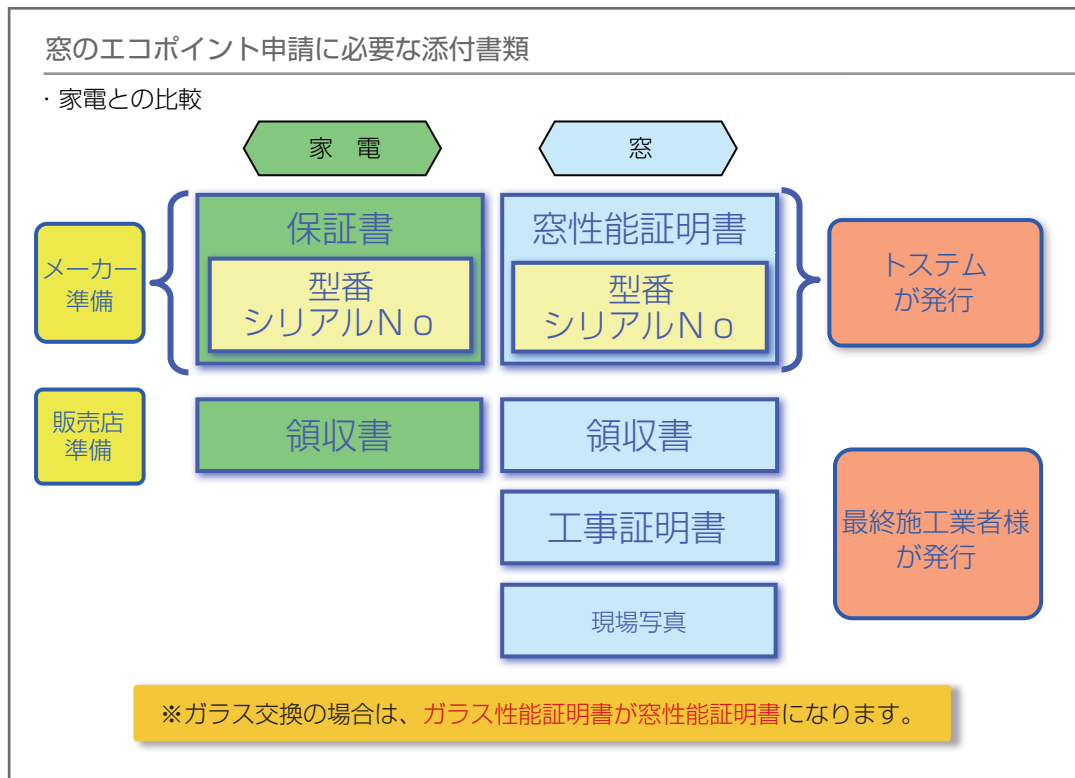 窓のエコポイント申請に必要な添付書類
・家電との比較
家 電
窓
メーカー
準備
保証書
型番
シリアルNo
窓性能証明書
型番
シリアルNo
トステム
が発行
販売店
準備
領収書
領収書
工事証明書
現場写真
最終施工業者様
が発行
※ガラス交換の場合は、ガラス性能証明書が窓性能証明書になります。